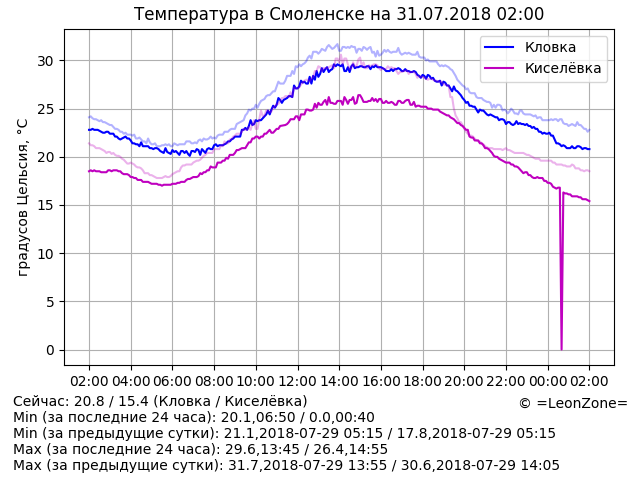 Температура в Смоленске на 31.07.2018 02:00
Кловка
Киселёвка
градусов Цельсия, °C
30
25
20
15
10
5
0
02:00 04:00 06:00 08:00 10:00 12:00 14:00 16:00 18:00 20:00 22:00 00:00 02:00
Сейчас: 20.8 / 15.4 (Кловка / Киселёвка)
© =LeonZone=
Min (за последние 24 часа): 20.1,06:50 / 0.0,00:40
Min (за предыдущие сутки): 21.1,2018-07-29 05:15 / 17.8,2018-07-29 05:15
Max (за последние 24 часа): 29.6,13:45 / 26.4,14:55
Max (за предыдущие сутки): 31.7,2018-07-29 13:55 / 30.6,2018-07-29 14:05